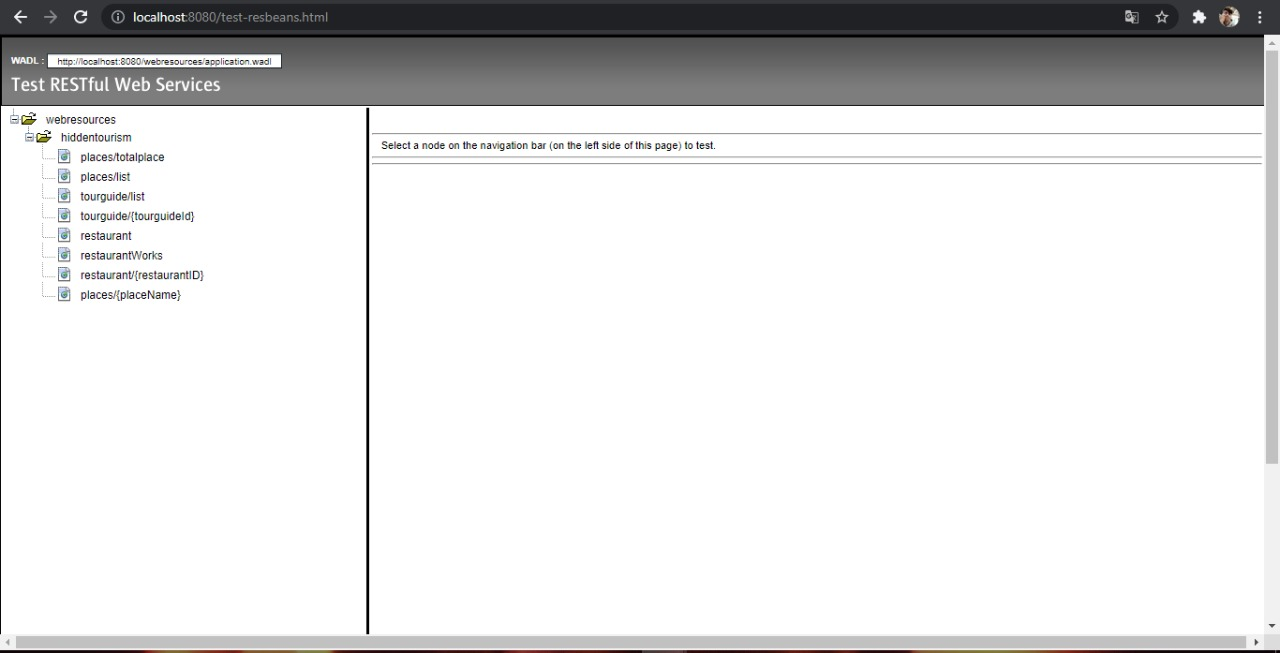 localhost:8080/test-resbeans.html
WADL : http://localhost:8080/webresources/application.wadl
Test RESTful Web Services
webresources
hiddentourism
places/totalplace
places/list
tourguide/list
tourguide/{tourguideId}
restaurant
restaurantWorks
restaurant/{restaurantID}
places/{placeName}
Select a node on the navigation bar (on the left side of this page) to test.